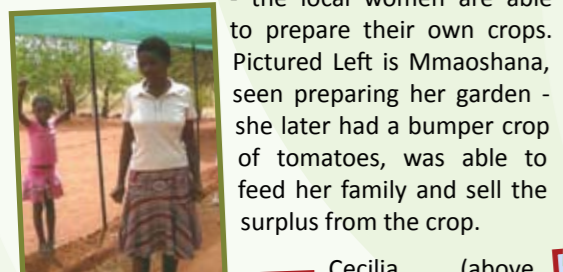 - the local women are able
to prepare their own crops.
Pictured Left is Mmaoshana,
seen preparing her garden -
she later had a bumper crop
of tomatoes, was able to
feed her family and sell the
surplus from the crop.
Cecilia (above